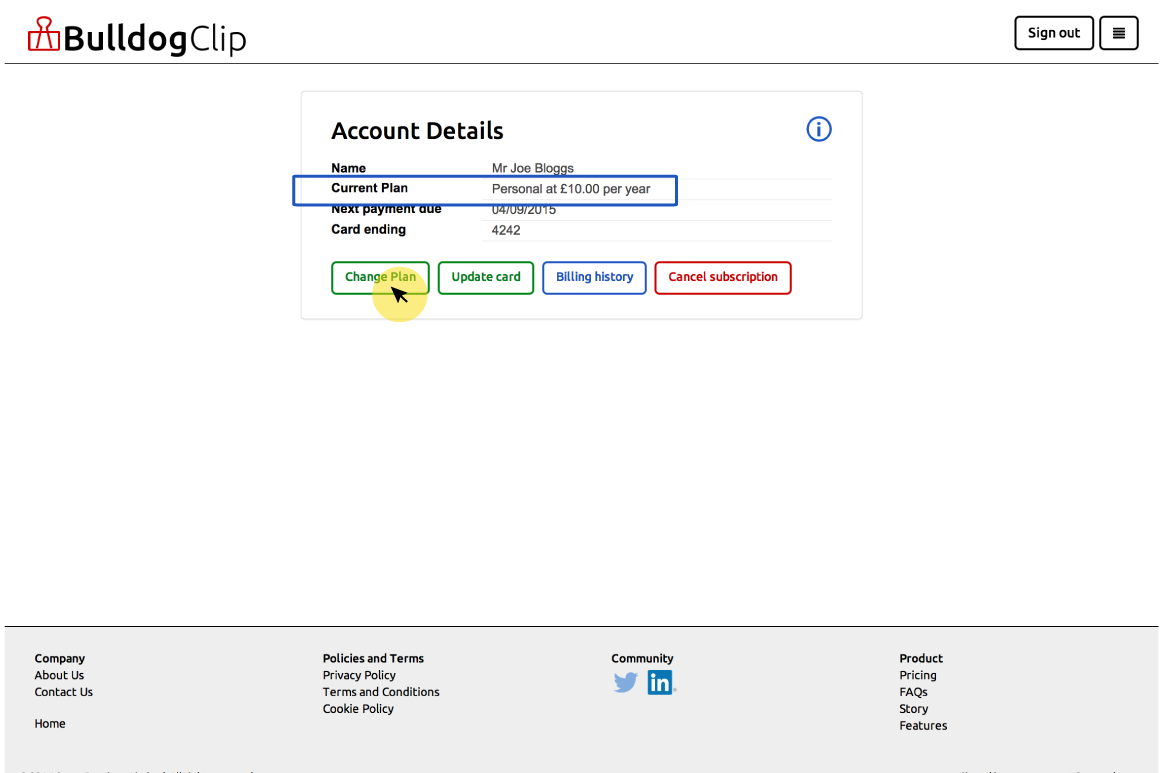 BulldogClip
Sign out
Account Details
Name Mr Joe Bloggs
Current Plan Personal at £10.00 per year
Next payment due 04/09/2015
Card ending 4242
Change Plan Update card Billing history Cancel subscription
Company
About Us
Contact Us
Home
Policies and Terms
Privacy Policy
Terms and Conditions
Cookie Policy
Community
in
Product
Pricing
FAQs
Story
Features